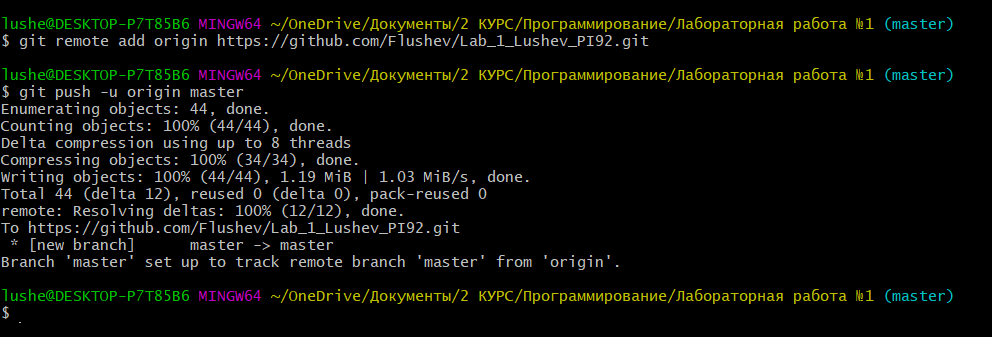 lushe@DESKTOP-P7T85B6 MINGW64 ~/OneDrive/Документы/2 КУРС/Программирование/Лабораторная работа №1 (master)
$ git remote add origin https://github.com/Flushev/Lab_1_Lushev_PI92.git
lushe@DESKTOP-P7T85B6 MINGW64 ~/OneDrive/Документы/2 КУРС/Программирование/Лабораторная работа №1 (master)
$ git push -u origin master
Enumerating objects: 44, done.
Counting objects: 100% (44/44), done.
Delta compression using up to 8 threads
Compressing objects: 100% (34/34), done.
Writing objects: 100% (44/44), 1.19 MiB | 1.03 MiB/s, done.
Total 44 (delta 12), reused 0 (delta 0), pack-reused 0
remote: Resolving deltas: 100% (12/12), done.
To https://github.com/Flushev/Lab_1_Lushev_PI92.git
 * [new branch]      master -> master
Branch 'master' set up to track remote branch 'master' from 'origin'.
lushe@DESKTOP-P7T85B6 MINGW64 ~/OneDrive/Документы/2 КУРС/Программирование/Лабораторная работа №1 (master)
$